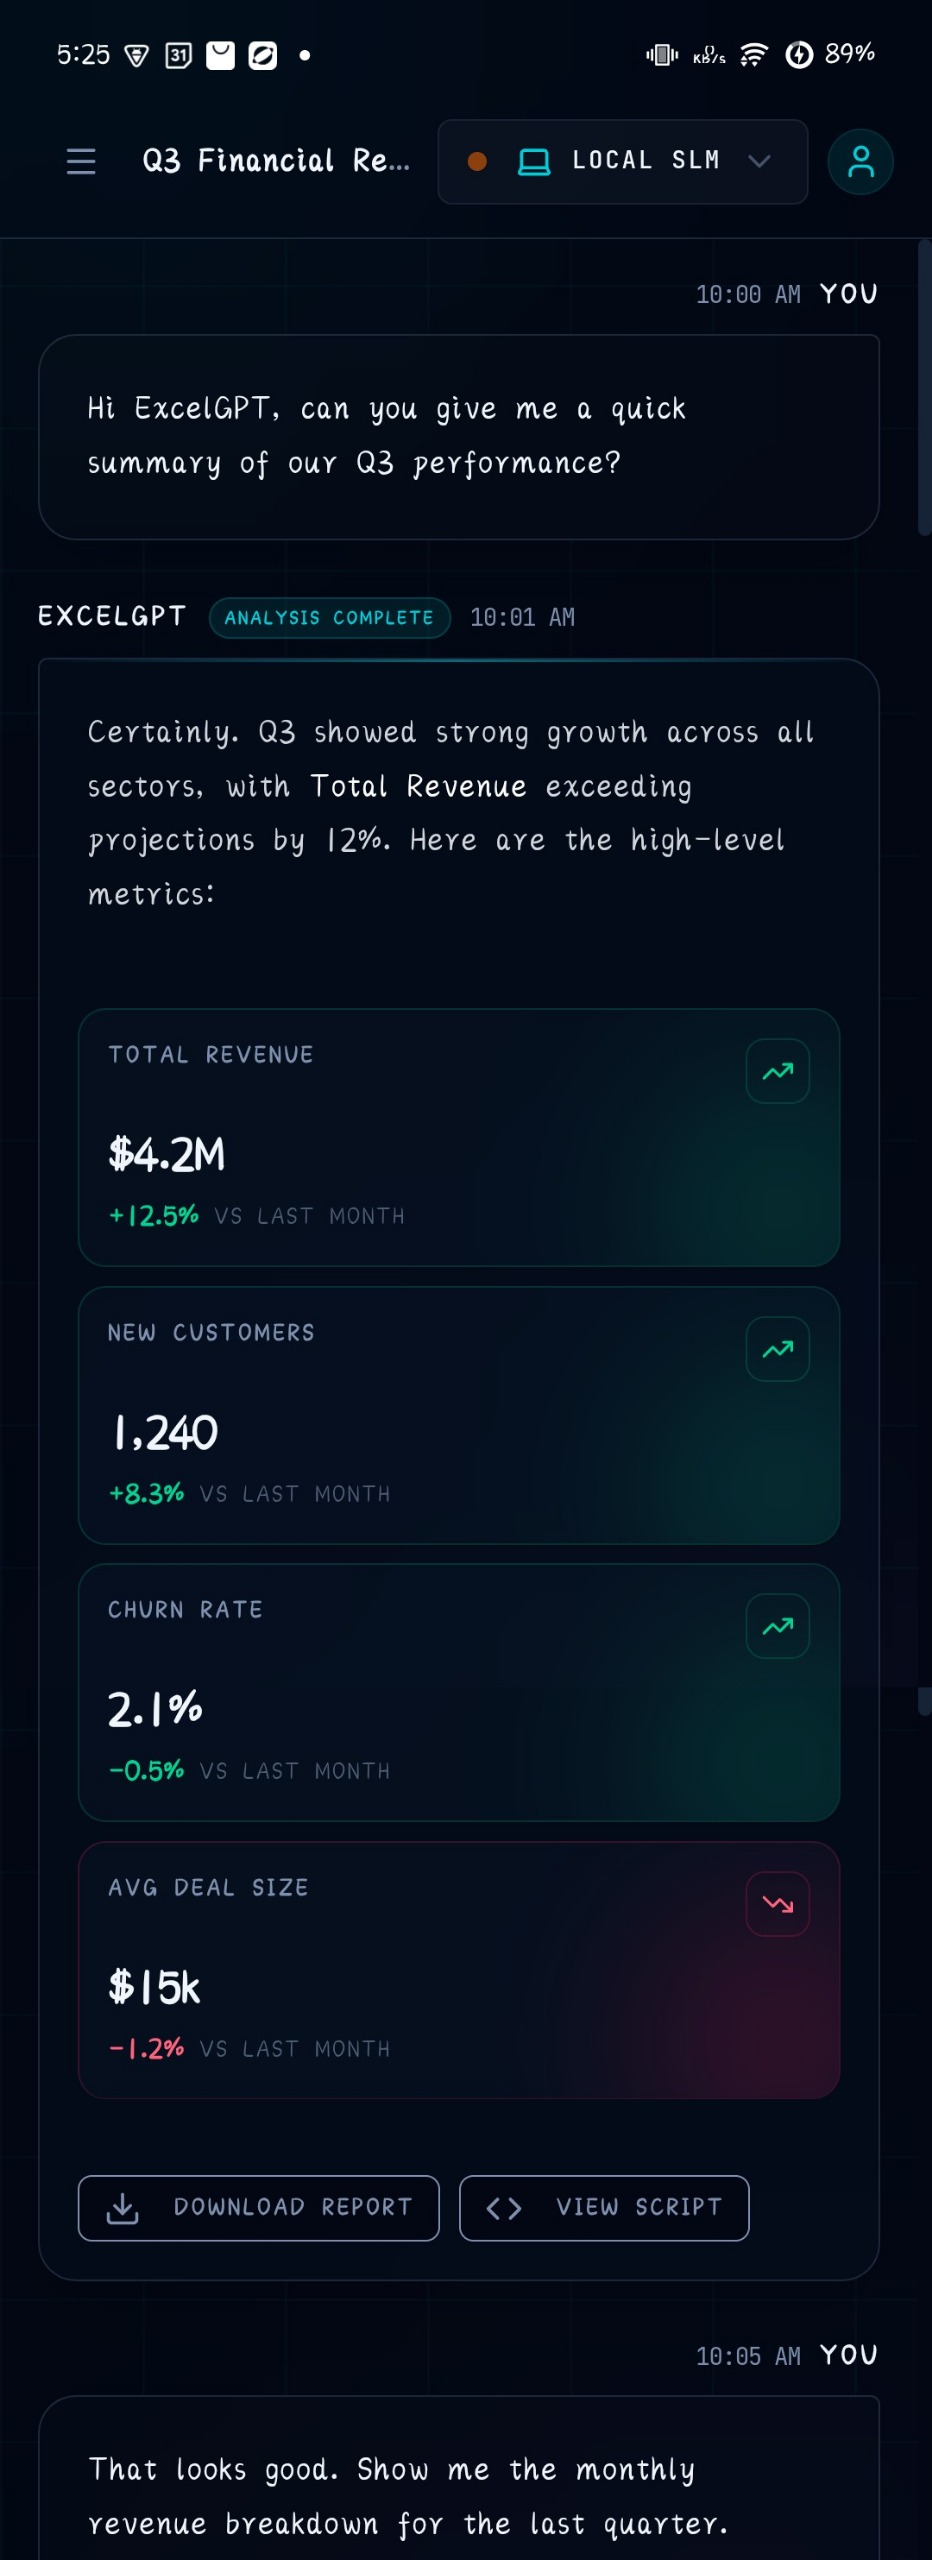 5:25 31 KB/s 89%
Q3 Financial Re... LOCAL SLM
10:00 AM YOU
Hi ExcelGPT, can you give me a quick
summary of our Q3 performance?
EXCELGPT ANALYSIS COMPLETE 10:01 AM
Certainly. Q3 showed strong growth across all
sectors, with Total Revenue exceeding
projections by 12%. Here are the high-level
metrics:
TOTAL REVENUE
$4.2M
+12.5% VS LAST MONTH
NEW CUSTOMERS
1,240
+8.3% VS LAST MONTH
CHURN RATE
2.1%
-0.5% VS LAST MONTH
AVG DEAL SIZE
$15k
-1.2% VS LAST MONTH
DOWNLOAD REPORT VIEW SCRIPT
10:05 AM YOU
That looks good. Show me the monthly
revenue breakdown for the last quarter.